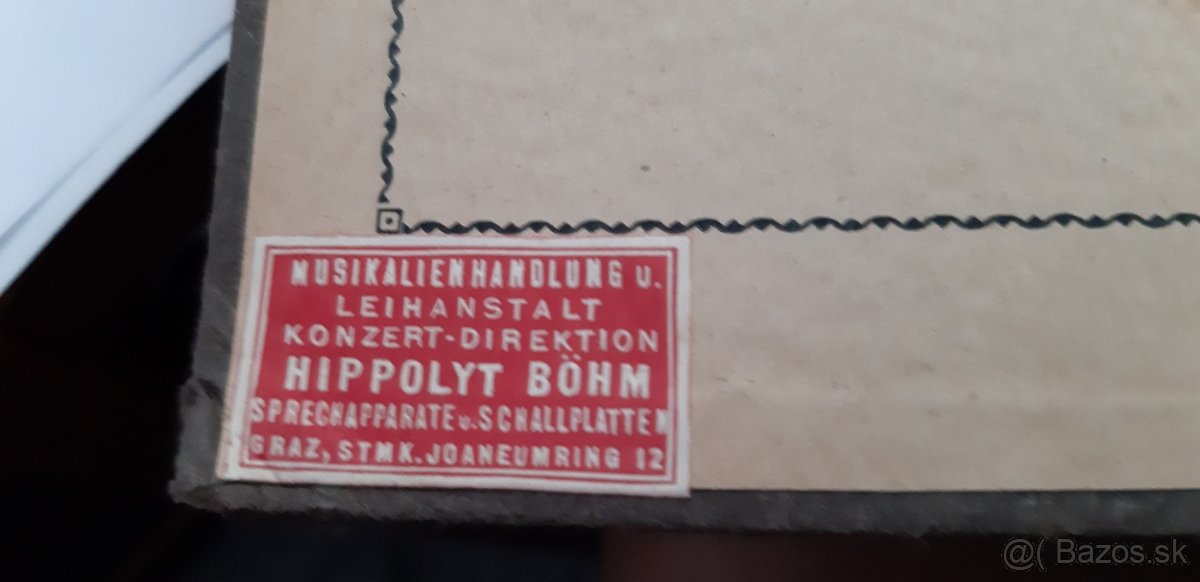 MUSIKALIENHANDLUNG u.
LEIHANSTALT
KONZERT-DIREKTION
HIPPOLYT BÖHM
SPRECHAPPARATE u. SCHALLPLATTEN
GRAZ, STMK. JOANEUMRING 12
@( Bazos.sk